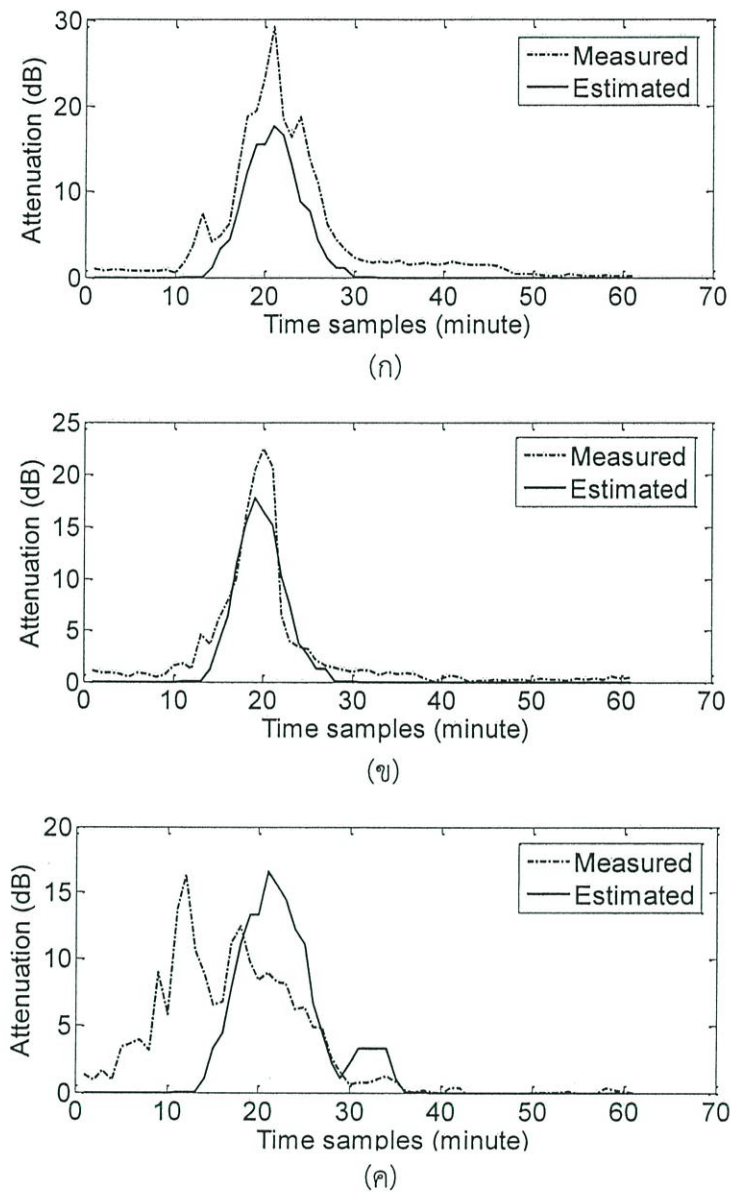 30
20
10
0
Attenuation (dB)
Measured
Estimated
0 10 20 30 40 50 60 70
Time samples (minute)
(ก)
25
20
15
10
5
0
Attenuation (dB)
Measured
Estimated
0 10 20 30 40 50 60 70
Time samples (minute)
(ข)
20
15
10
5
0
Attenuation (dB)
Measured
Estimated
0 10 20 30 40 50 60 70
Time samples (minute)
(ค)